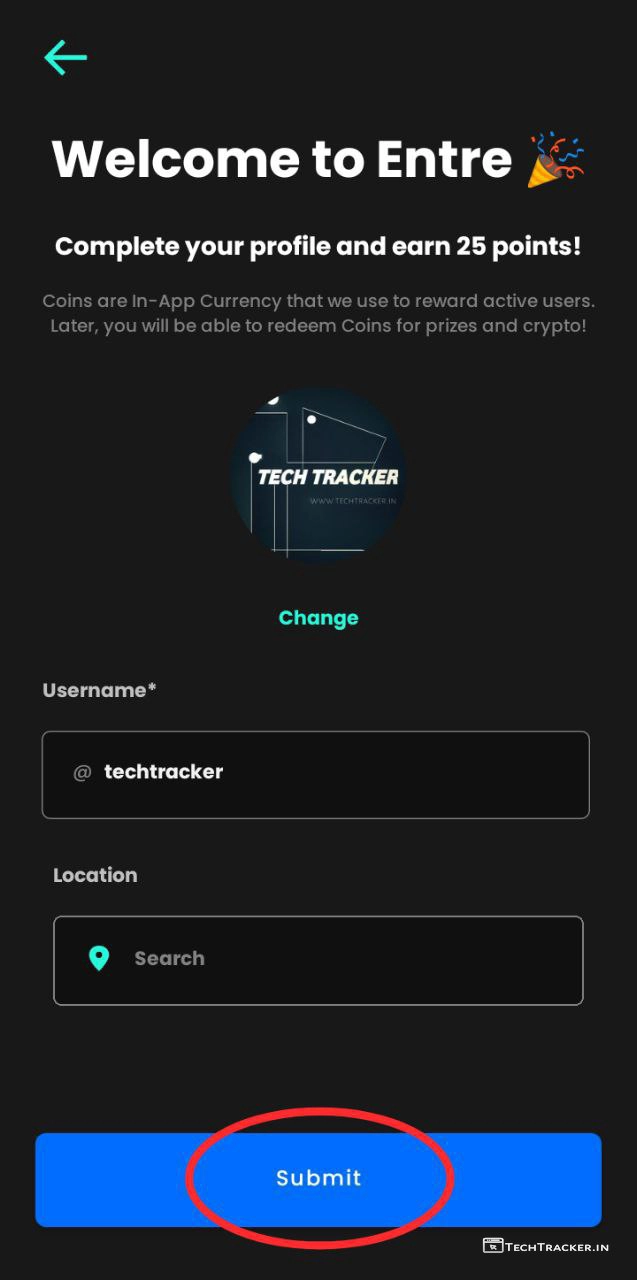 Welcome to Entre 🎉
Complete your profile and earn 25 points!
Coins are In-App Currency that we use to reward active users.
Later, you will be able to redeem Coins for prizes and crypto!
TECH TRACKER
WWW.TECHTRACKER.IN
Change
Username*
@ techtracker
Location
Search
Submit
TECHTRACKER.IN